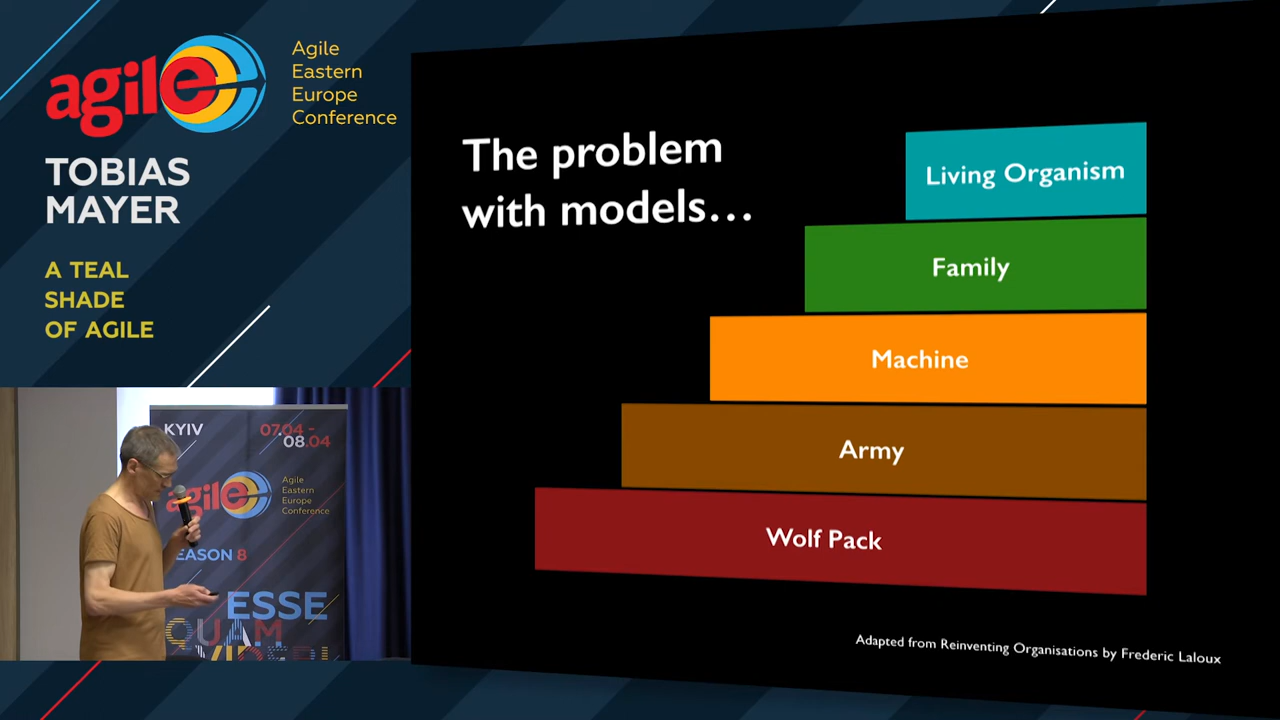 agile
Agile
Eastern
Europe
Conference
TOBIAS
MAYER
A TEAL
SHADE
OF AGILE
The problem
with models…
Living Organism
Family
Machine
Army
Wolf Pack
Adapted from Reinventing Organisations by Frederic Laloux
KYIV
07.04 -
08.04
agile
Agile
Eastern
Europe
Conference
SEASON 8
ESSE
QUAM
VIDERI